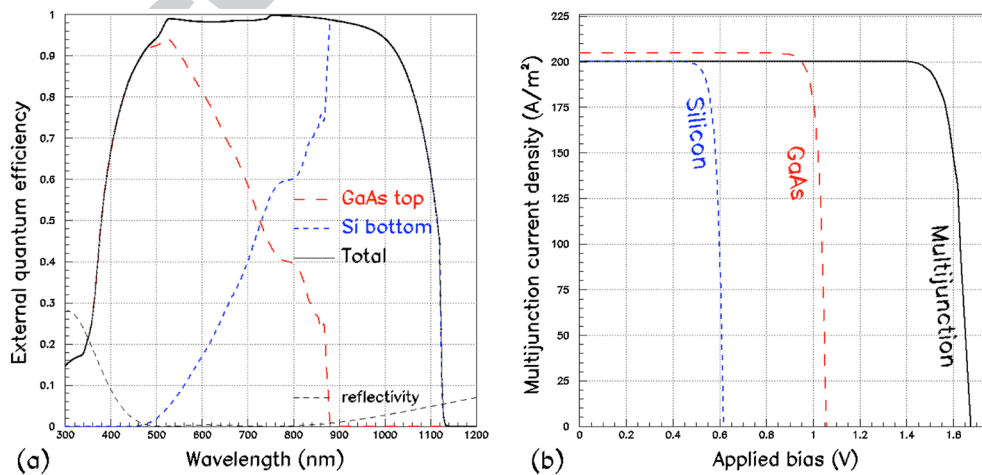 1
0.9
0.8
0.7
0.6
0.5
0.4
0.3
0.2
0.1
0
External quantum efficiency
GaAs top
Si bottom
Total
reflectivity
300 400 500 600 700 800 900 1000 1100 1200
(a)
Wavelength (nm)
225
200
175
150
125
100
75
50
25
0
Multijunction current density (A/m²)
Silicon
GaAs
Multijunction
0 0.2 0.4 0.6 0.8 1 1.2 1.4 1.6
(b)
Applied bias (V)